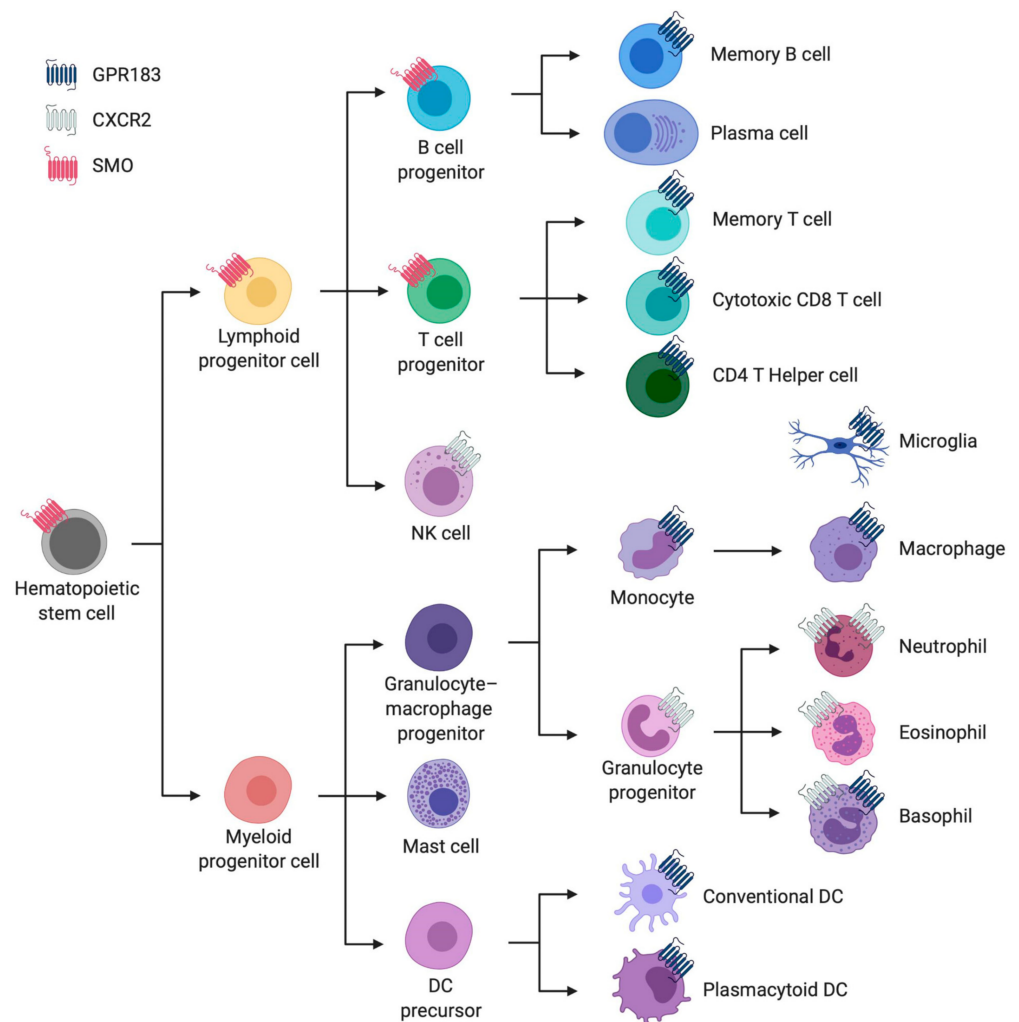 GPR183
CXCR2
SMO
Hematopoietic
stem cell
Lymphoid
progenitor cell
Myeloid
progenitor cell
B cell
progenitor
T cell
progenitor
NK cell
Granulocyte–
macrophage
progenitor
Mast cell
DC
precursor
Memory B cell
Plasma cell
Memory T cell
Cytotoxic CD8 T cell
CD4 T Helper cell
Microglia
Monocyte
Macrophage
Granulocyte
progenitor
Neutrophil
Eosinophil
Basophil
Conventional DC
Plasmacytoid DC